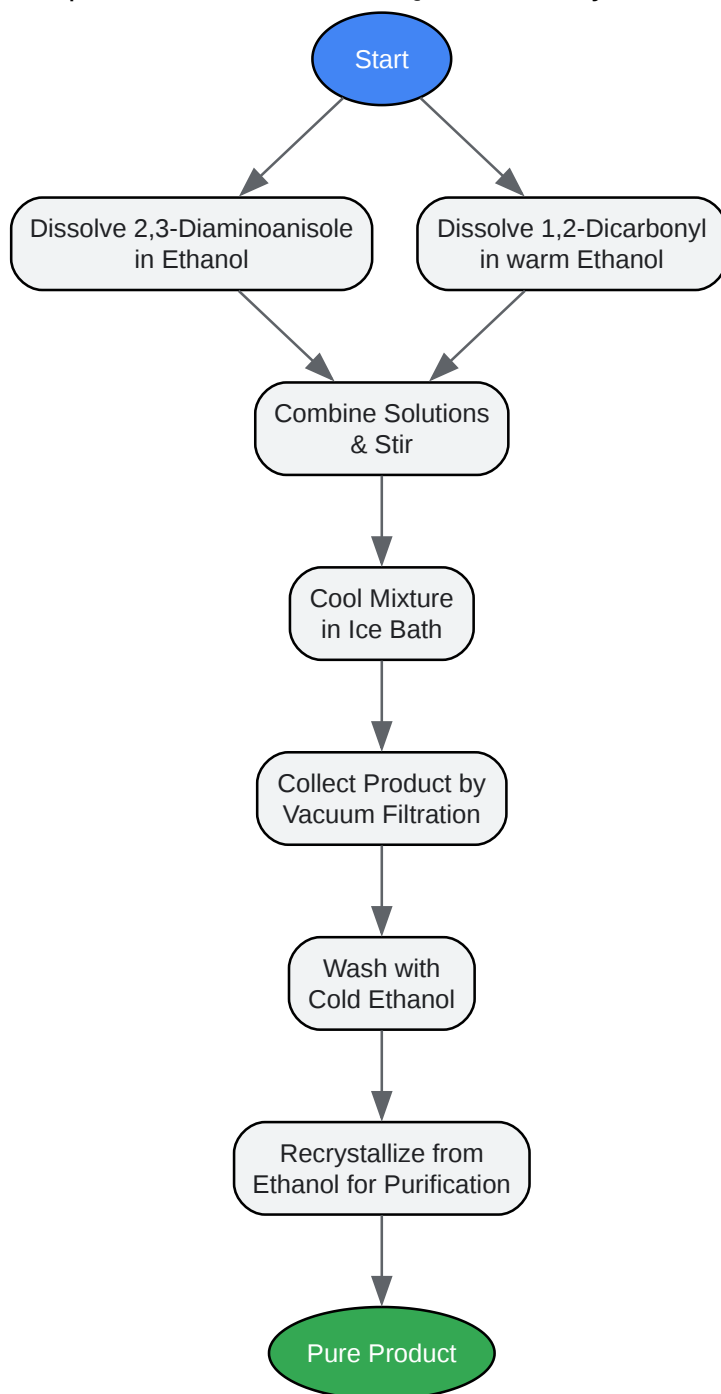 Start
Dissolve 2,3-Diaminoanisole
in Ethanol
Dissolve 1,2-Dicarbonyl
in warm Ethanol
Combine Solutions
& Stir
Cool Mixture
in Ice Bath
Collect Product by
Vacuum Filtration
Wash with
Cold Ethanol
Recrystallize from
Ethanol for Purification
Pure Product